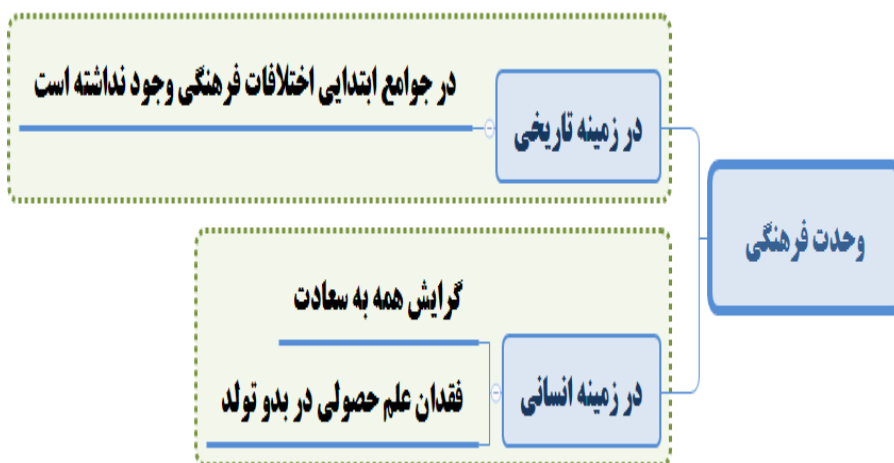 وحدت فرهنگی
در زمینه تاریخی
در جوامع ابتدایی اختلافات فرهنگی وجود نداشته است
در زمینه انسانی
گرایش همه به سعادت
فقدان علم حصولی در بدو تولد